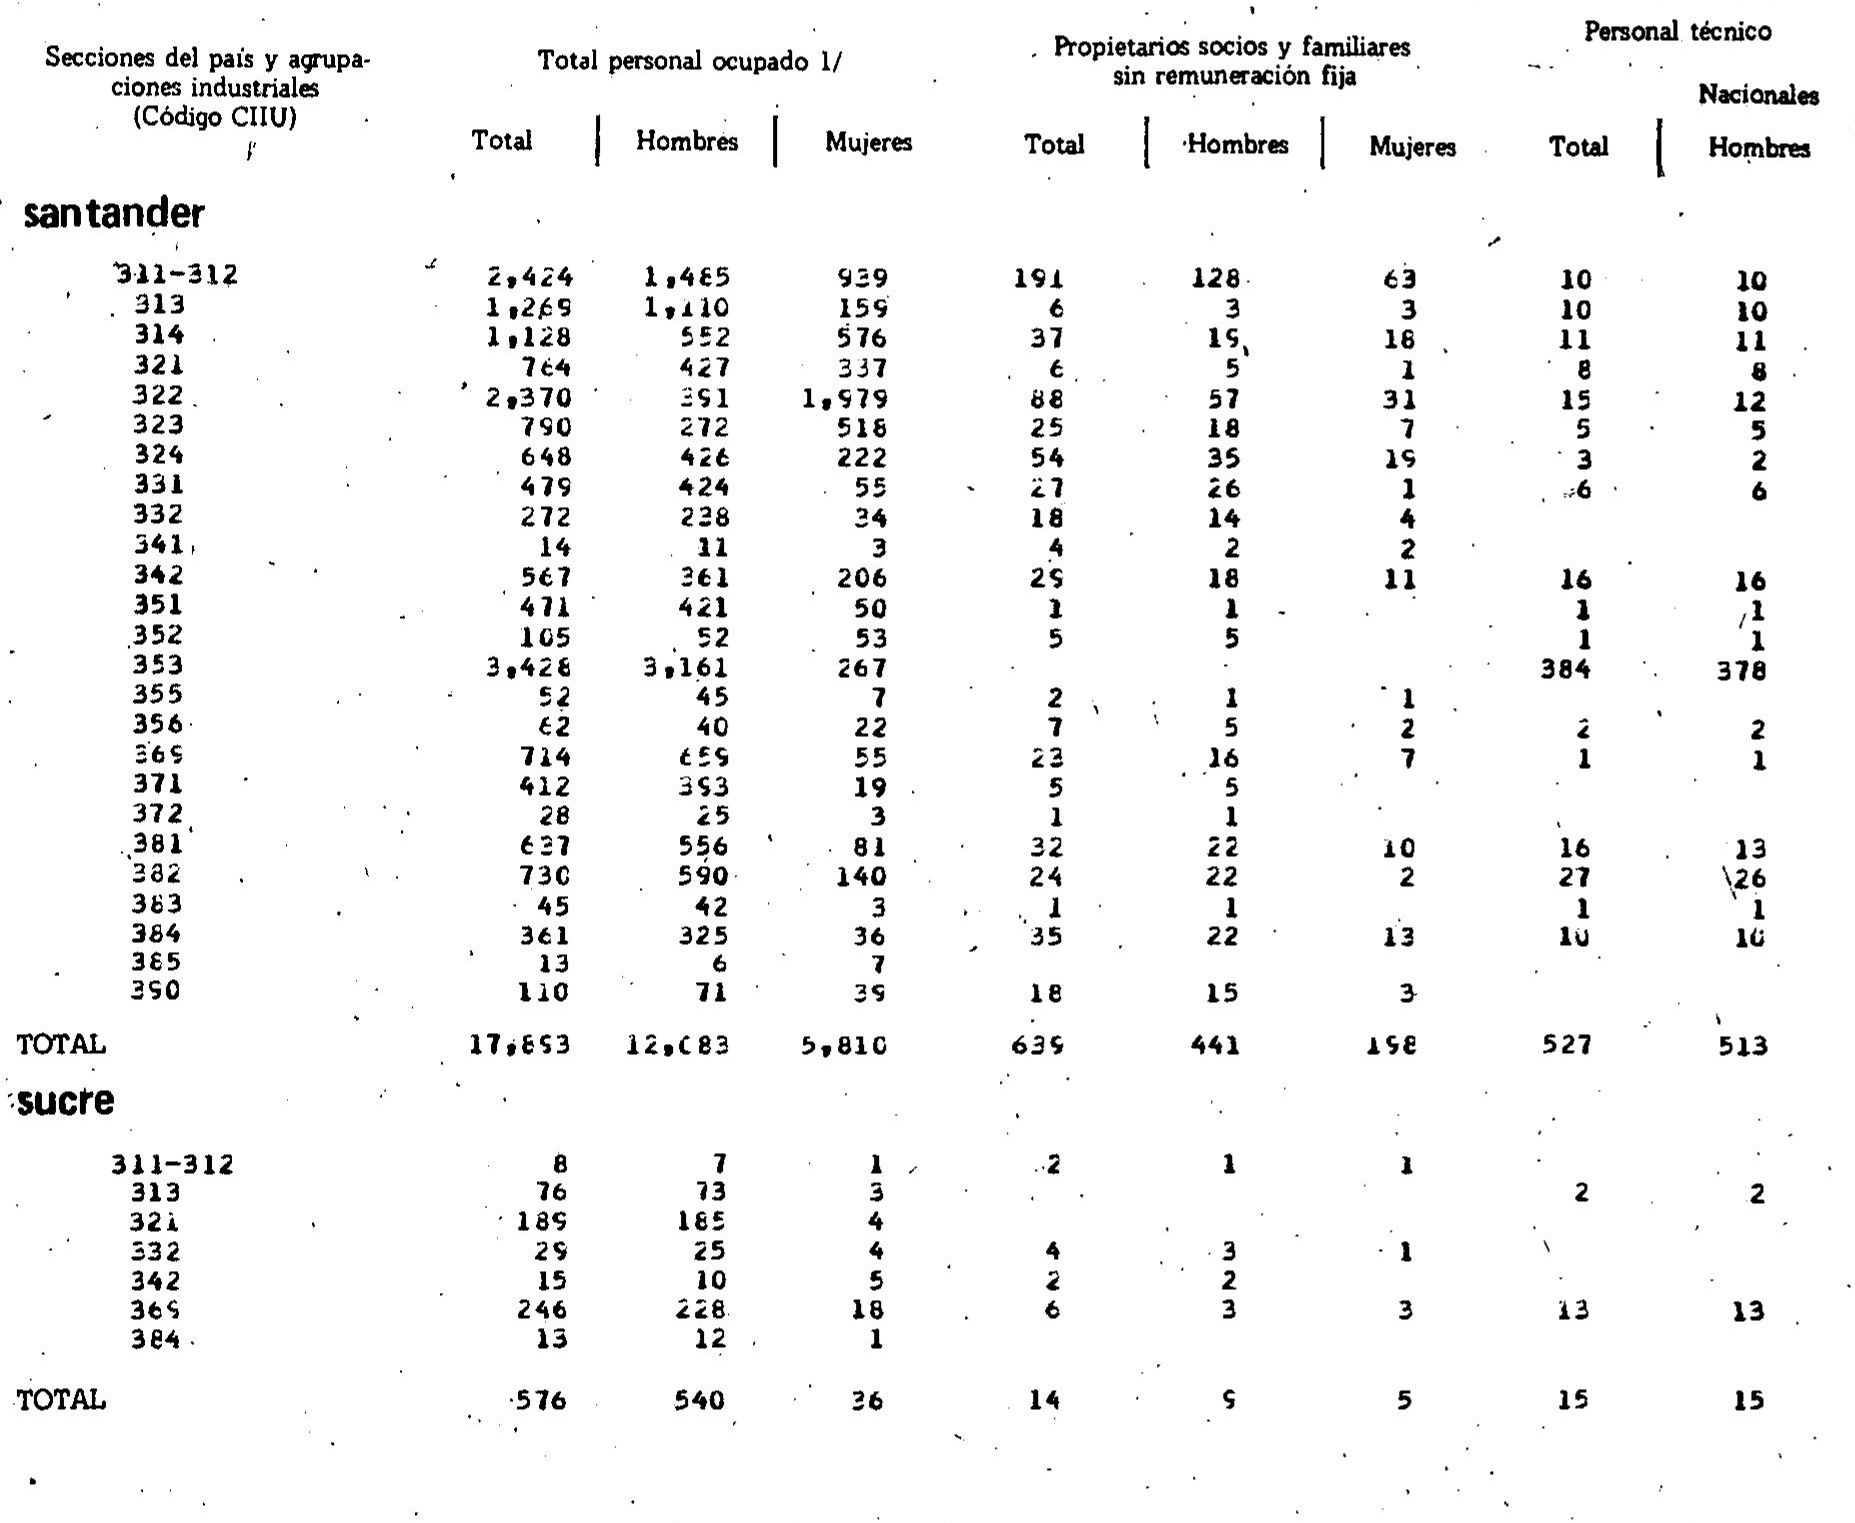 Secciones del país y agrupa-
ciones industriales
(Código CIIU)
Total personal ocupado 1/
Propietarios socios y familiares
sin remuneración fija
Personal técnico
Nacionales
Total Hombres Mujeres Total Hombres Mujeres Total Hombres
santander
311-312 2,424 1,485 939 191 128 63 10 10
313 1,269 1,110 159 6 3 3 10 10
314 1,128 552 576 37 19 18 11 11
321 764 427 337 6 5 1 8 8
322 2,370 391 1,979 88 57 31 15 12
323 790 272 518 25 18 7 5 5
324 648 426 222 54 35 19 3 2
331 479 424 55 27 26 1 6 6
332 272 238 34 18 14 4
341 14 11 3 4 2 2
342 567 361 206 29 18 11 16 16
351 471 421 50 1 1 1 1
352 105 52 53 5 5 1 1
353 3,428 3,161 267 384 378
355 52 45 7 2 1 1
356 62 40 22 7 5 2 2 2
369 714 659 55 23 16 7 1 1
371 412 393 19 5 5
372 28 25 3 1 1
381 637 556 81 32 22 10 16 13
382 730 590 140 24 22 2 27 26
383 45 42 3 1 1 1 1
384 361 325 36 35 22 13 10 10
385 13 6 7
390 110 71 39 18 15 3
TOTAL 17,893 12,083 5,810 639 441 198 527 513
sucre
311-312 8 7 1 2 1 1
313 76 73 3 2 2
321 189 185 4
332 29 25 4 4 3 1
342 15 10 5 2 2
369 246 228 18 6 3 3 13 13
384 13 12 1
TOTAL 576 540 36 14 9 5 15 15